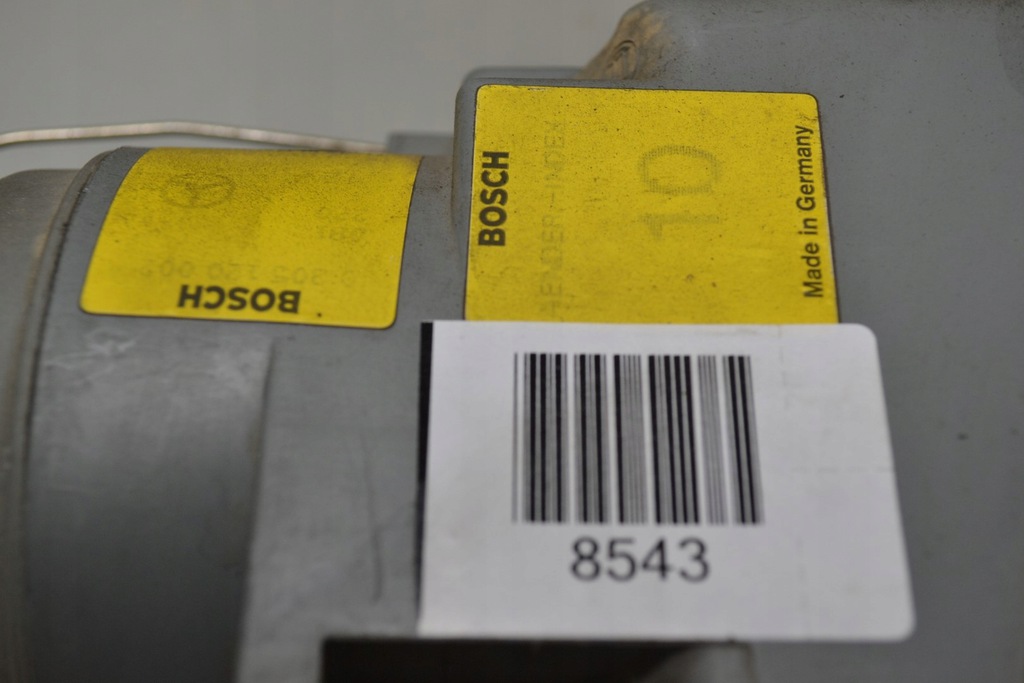 BOSCH
BOSCH
10
Made in Germany
8543